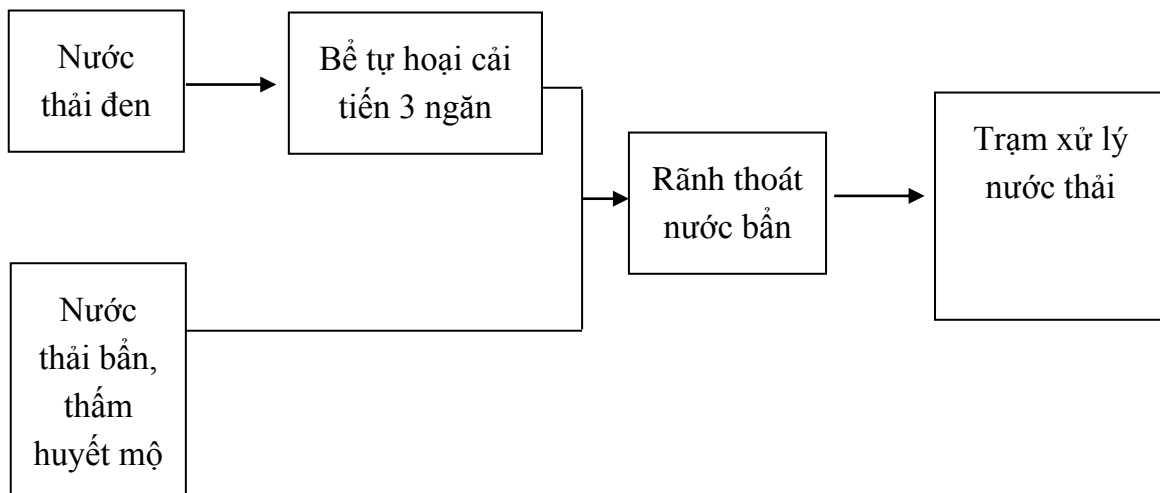 Nước
thải đen
Bể tự hoại cải
tiến 3 ngăn
Rãnh thoát
nước bẩn
Trạm xử lý
nước thải
Nước
thải bẩn,
thấm
huyết mộ